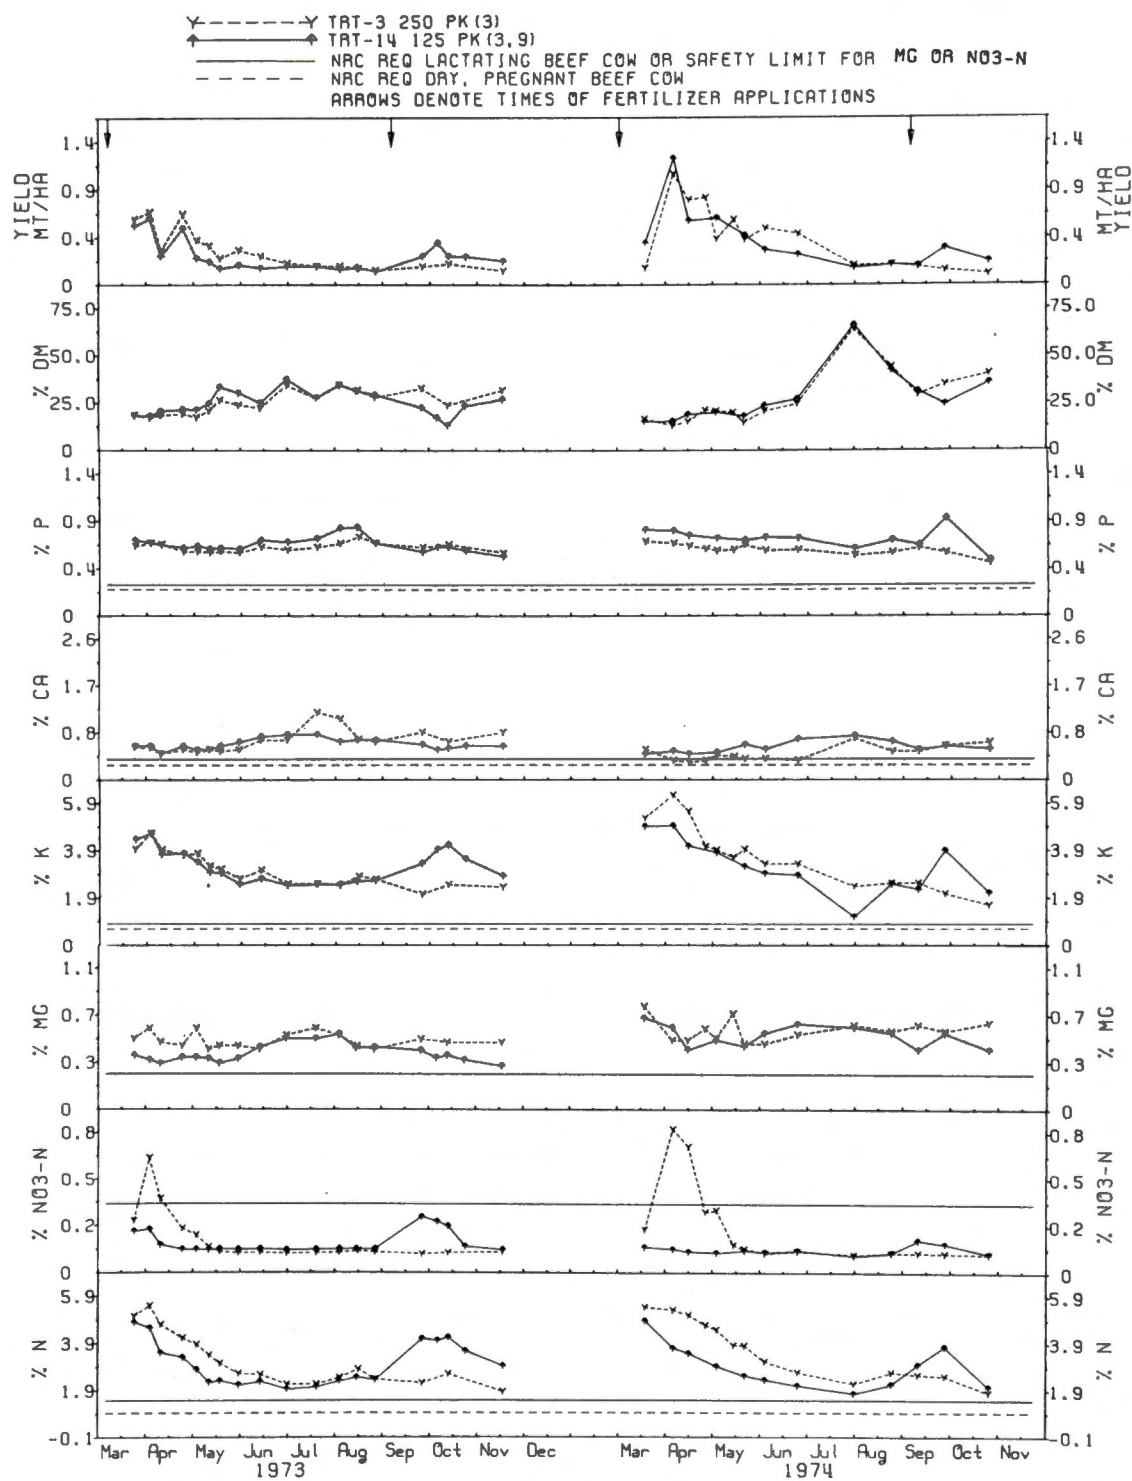 TRT-3 250 PK(3)
TRT-14 125 PK(3,9)
NRC REQ LACTATING BEEF COW OR SAFETY LIMIT FOR MG OR NO3-N
NRC REQ DRY, PREGNANT BEEF COW
ARROWS DENOTE TIMES OF FERTILIZER APPLICATIONS
YIELD
MT/HA
1.4
0.9
0.4
0
1.4
0.9
0.4
0
MT/HA
YIELD
% DM
75.0
50.0
25.0
0
75.0
50.0
25.0
0
% DM
% P
1.4
0.9
0.4
0
1.4
0.9
0.4
0
% P
% CA
2.6
1.7
0.8
0
2.6
1.7
0.8
0
% CA
% K
5.9
3.9
1.9
0
5.9
3.9
1.9
0
% K
% MG
1.1
0.7
0.3
0
1.1
0.7
0.3
0
% MG
% NO3-N
0.8
0.5
0.2
0
0.8
0.5
0.2
0
% NO3-N
% N
5.9
3.9
1.9
-0.1
5.9
3.9
1.9
-0.1
% N
Mar Apr May Jun Jul Aug Sep Oct Nov Dec Mar Apr May Jun Jul Aug Sep Oct Nov
1973 1974